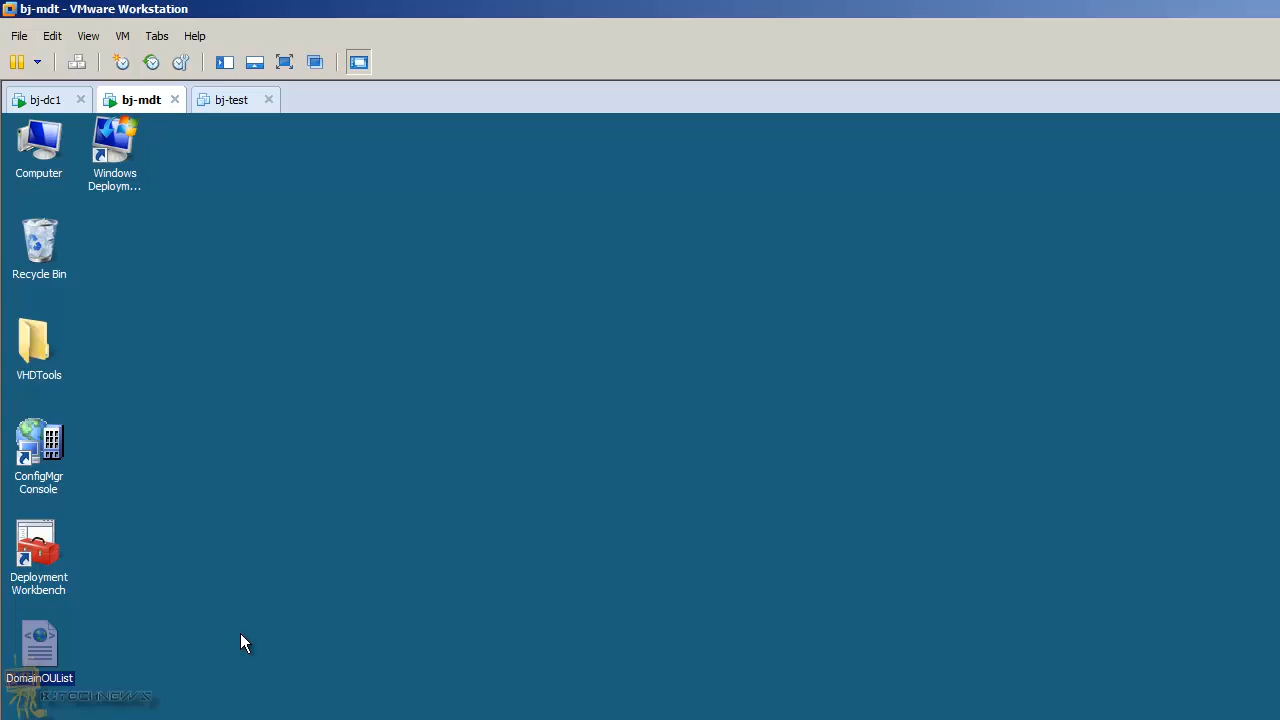 bj-mdt - VMware Workstation
File Edit View VM Tabs Help
bj-dc1 bj-mdt bj-test
Computer
Windows
Deploym...
Recycle Bin
VHDTools
ConfigMgr
Console
Deployment
Workbench
DomainOUList
BJTECHNEWS